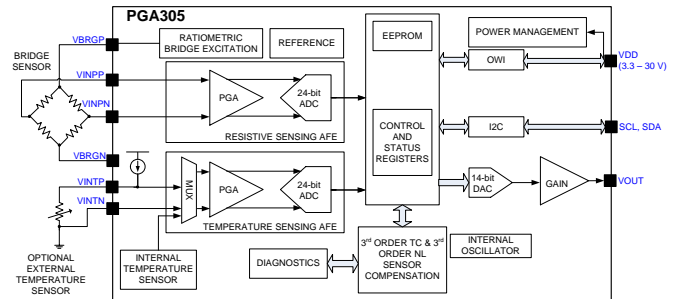 PGA305
VBRGP
BRIDGE
SENSOR
VINPP
VINPN
VBRGN
VINTP
VINTN
OPTIONAL
EXTERNAL
TEMPERATURE
SENSOR
RATIOMETRIC
BRIDGE EXCITATION
REFERENCE
PGA
24-bit
ADC
RESISTIVE SENSING AFE
MUX
PGA
24-bit
ADC
TEMPERATURE SENSING AFE
INTERNAL
TEMPERATURE
SENSOR
EEPROM
CONTROL
AND
STATUS
REGISTERS
DIAGNOSTICS
3rd ORDER TC & 3rd
ORDER NL
SENSOR
COMPENSATION
INTERNAL
OSCILLATOR
POWER MANAGEMENT
OWI
I2C
14-bit
DAC
GAIN
VDD
(3.3 – 30 V)
SCL, SDA
VOUT